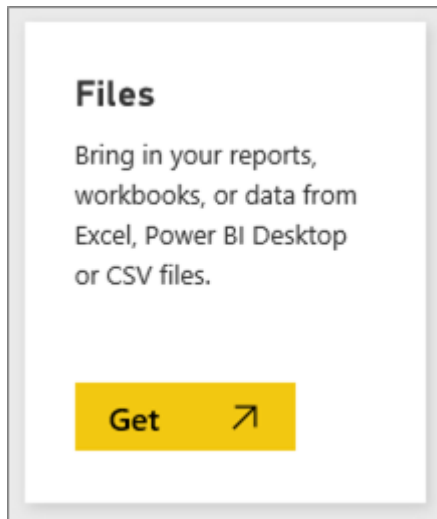 Files
Bring in your reports,
workbooks, or data from
Excel, Power BI Desktop
or CSV files.
Get